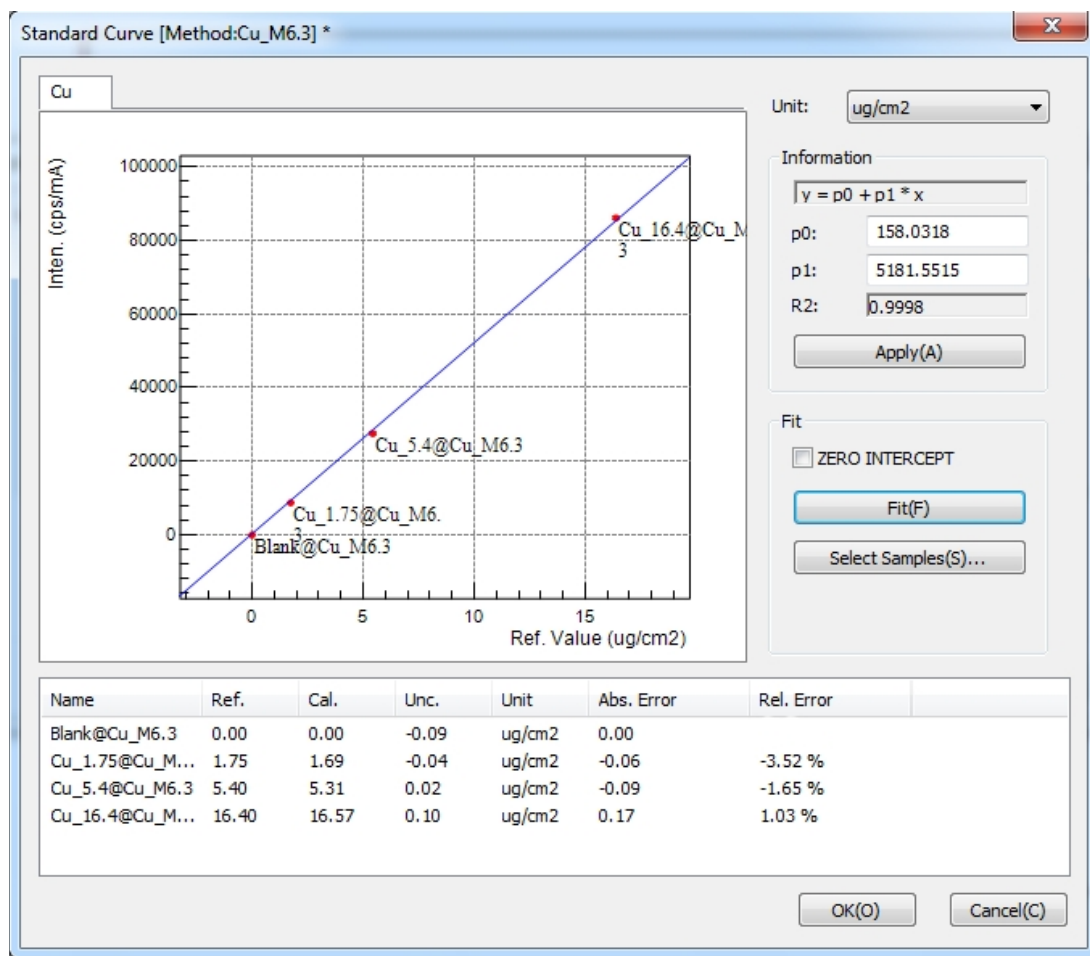 Standard Curve [Method:Cu_M6.3] *
Cu
Unit: ug/cm2
Inten. (cps/mA)
100000
80000
60000
40000
20000
0
Cu_16.4@Cu_M
3
Cu_5.4@Cu_M6.3
Cu_1.75@Cu_M6.
3
Blank@Cu_M6.3
0 5 10 15
Ref. Value (ug/cm2)
Information
y = p0 + p1 * x
p0: 158.0318
p1: 5181.5515
R2: 0.9998
Apply(A)
Fit
ZERO INTERCEPT
Fit(F)
Select Samples(S)...
Name Ref. Cal. Unc. Unit Abs. Error Rel. Error
Blank@Cu_M6.3 0.00 0.00 -0.09 ug/cm2 0.00
Cu_1.75@Cu_M... 1.75 1.69 -0.04 ug/cm2 -0.06 -3.52 %
Cu_5.4@Cu_M6.3 5.40 5.31 0.02 ug/cm2 -0.09 -1.65 %
Cu_16.4@Cu_M... 16.40 16.57 0.10 ug/cm2 0.17 1.03 %
OK(O) Cancel(C)